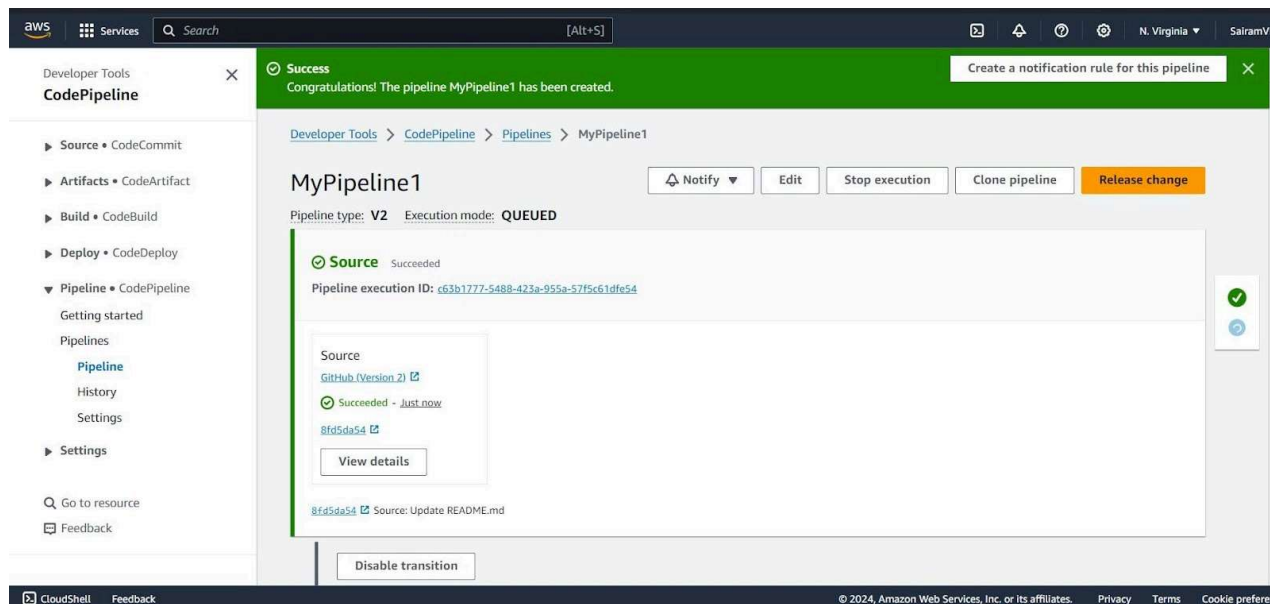 aws Services Search [Alt+S] N. Virginia ▼ SairamV
Developer Tools
CodePipeline
Source • CodeCommit
Artifacts • CodeArtifact
Build • CodeBuild
Deploy • CodeDeploy
Pipeline • CodePipeline
Getting started
Pipelines
Pipeline
History
Settings
Settings
Go to resource
Feedback
Success
Congratulations! The pipeline MyPipeline1 has been created.
Create a notification rule for this pipeline
Developer Tools > CodePipeline > Pipelines > MyPipeline1
MyPipeline1
Notify ▼ Edit Stop execution Clone pipeline Release change
Pipeline type: V2 Execution mode: QUEUED
Source Succeeded
Pipeline execution ID: c63b1777-5488-423a-955a-57f5c61dfe54
Source
GitHub (Version 2)
Succeeded - Just now
8fd5da54
View details
8fd5da54 Source: Update README.md
Disable transition
CloudShell Feedback © 2024, Amazon Web Services, Inc. or its affiliates. Privacy Terms Cookie prefere